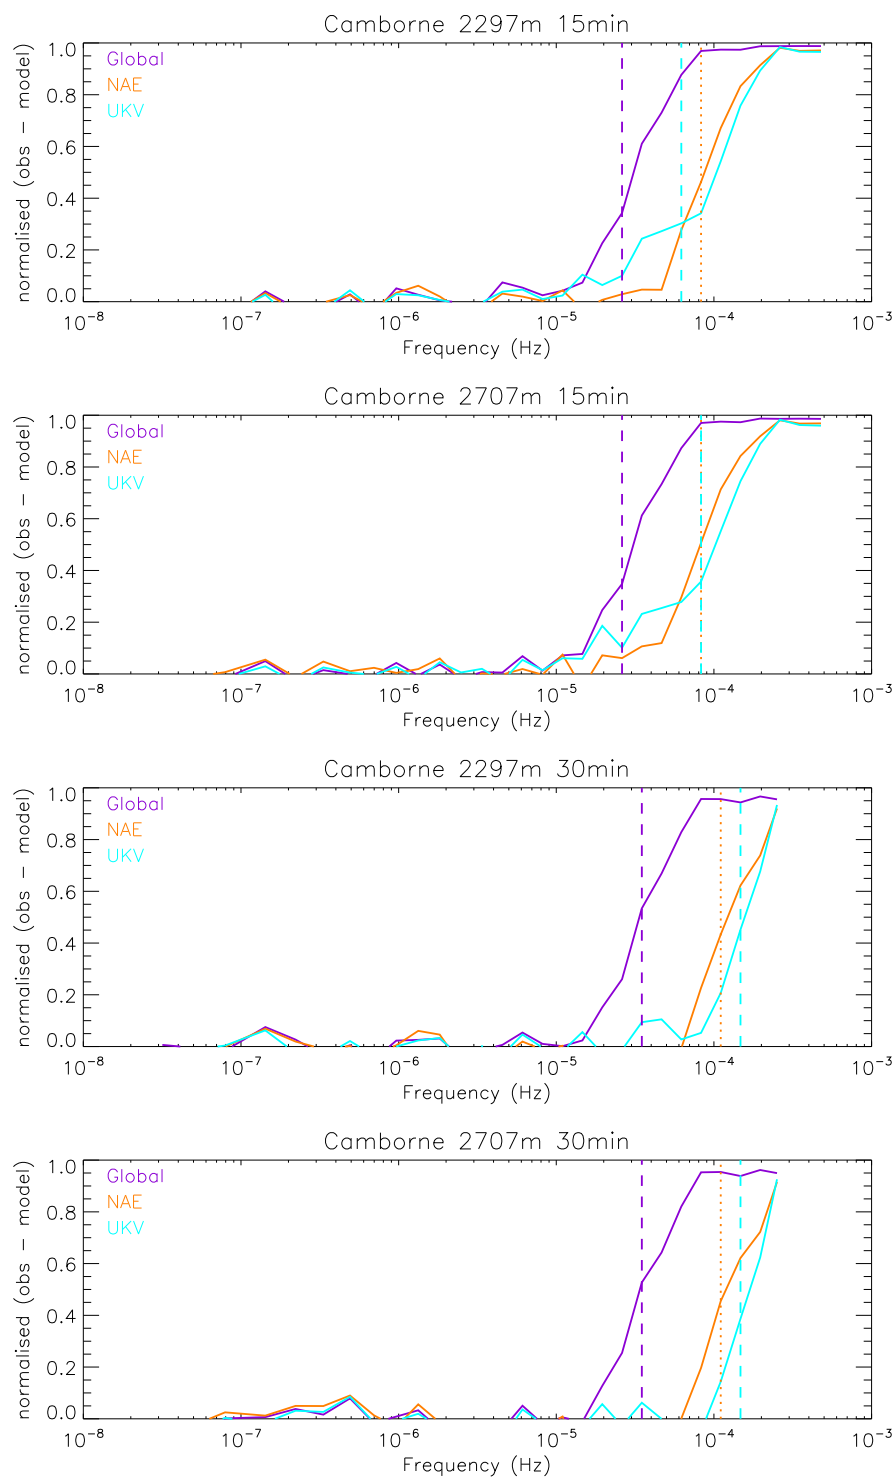 Camborne 2297m 15min
normalised (obs − model)
1.0
0.8
0.6
0.4
0.2
0.0
Global
NAE
UKV
10⁻⁸ 10⁻⁷ 10⁻⁶ 10⁻⁵ 10⁻⁴ 10⁻³
Frequency (Hz)
Camborne 2707m 15min
normalised (obs − model)
1.0
0.8
0.6
0.4
0.2
0.0
Global
NAE
UKV
10⁻⁸ 10⁻⁷ 10⁻⁶ 10⁻⁵ 10⁻⁴ 10⁻³
Frequency (Hz)
Camborne 2297m 30min
normalised (obs − model)
1.0
0.8
0.6
0.4
0.2
0.0
Global
NAE
UKV
10⁻⁸ 10⁻⁷ 10⁻⁶ 10⁻⁵ 10⁻⁴ 10⁻³
Frequency (Hz)
Camborne 2707m 30min
normalised (obs − model)
1.0
0.8
0.6
0.4
0.2
0.0
Global
NAE
UKV
10⁻⁸ 10⁻⁷ 10⁻⁶ 10⁻⁵ 10⁻⁴ 10⁻³
Frequency (Hz)